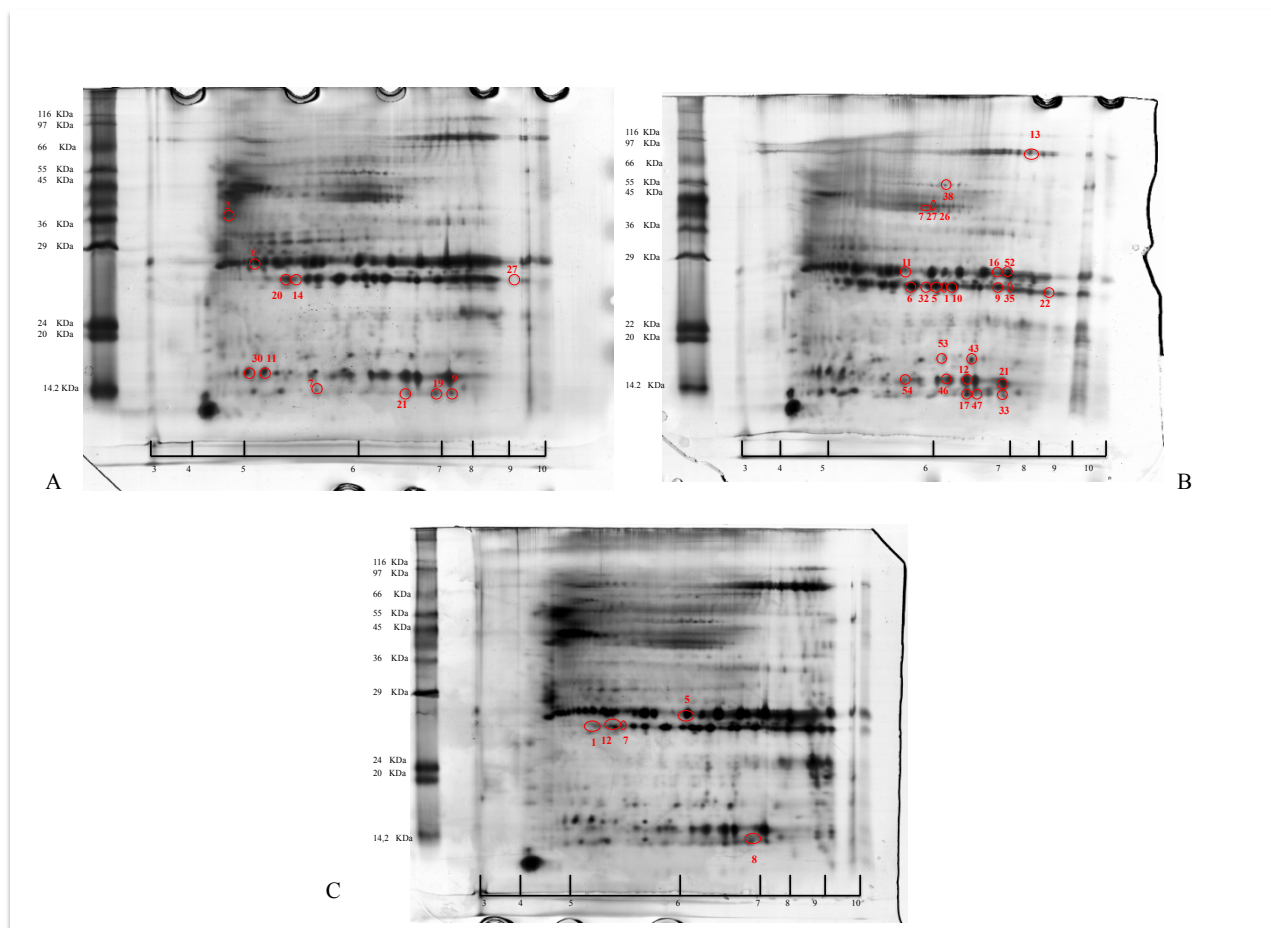 116 KDa
97 KDa
66 KDa
55 KDa
45 KDa
36 KDa
29 KDa
24 KDa
20 KDa
14.2 KDa
27
20 14
30 11
7
19
21
3 4 5 6 7 8 9 10
A
116 KDa
97 KDa
66 KDa
55 KDa
45 KDa
36 KDa
29 KDa
22 KDa
20 KDa
14.2 KDa
13
38
7 27 26
11 16 52
6 32 5 1 10 9 35
22
53 43
12 21
54 46
17 47
33
3 4 5 6 7 8 9 10
B
116 KDa
97 KDa
66 KDa
55 KDa
45 KDa
36 KDa
29 KDa
24 KDa
20 KDa
14,2 KDa
5
1 12 7
8
3 4 5 6 7 8 9 10
C